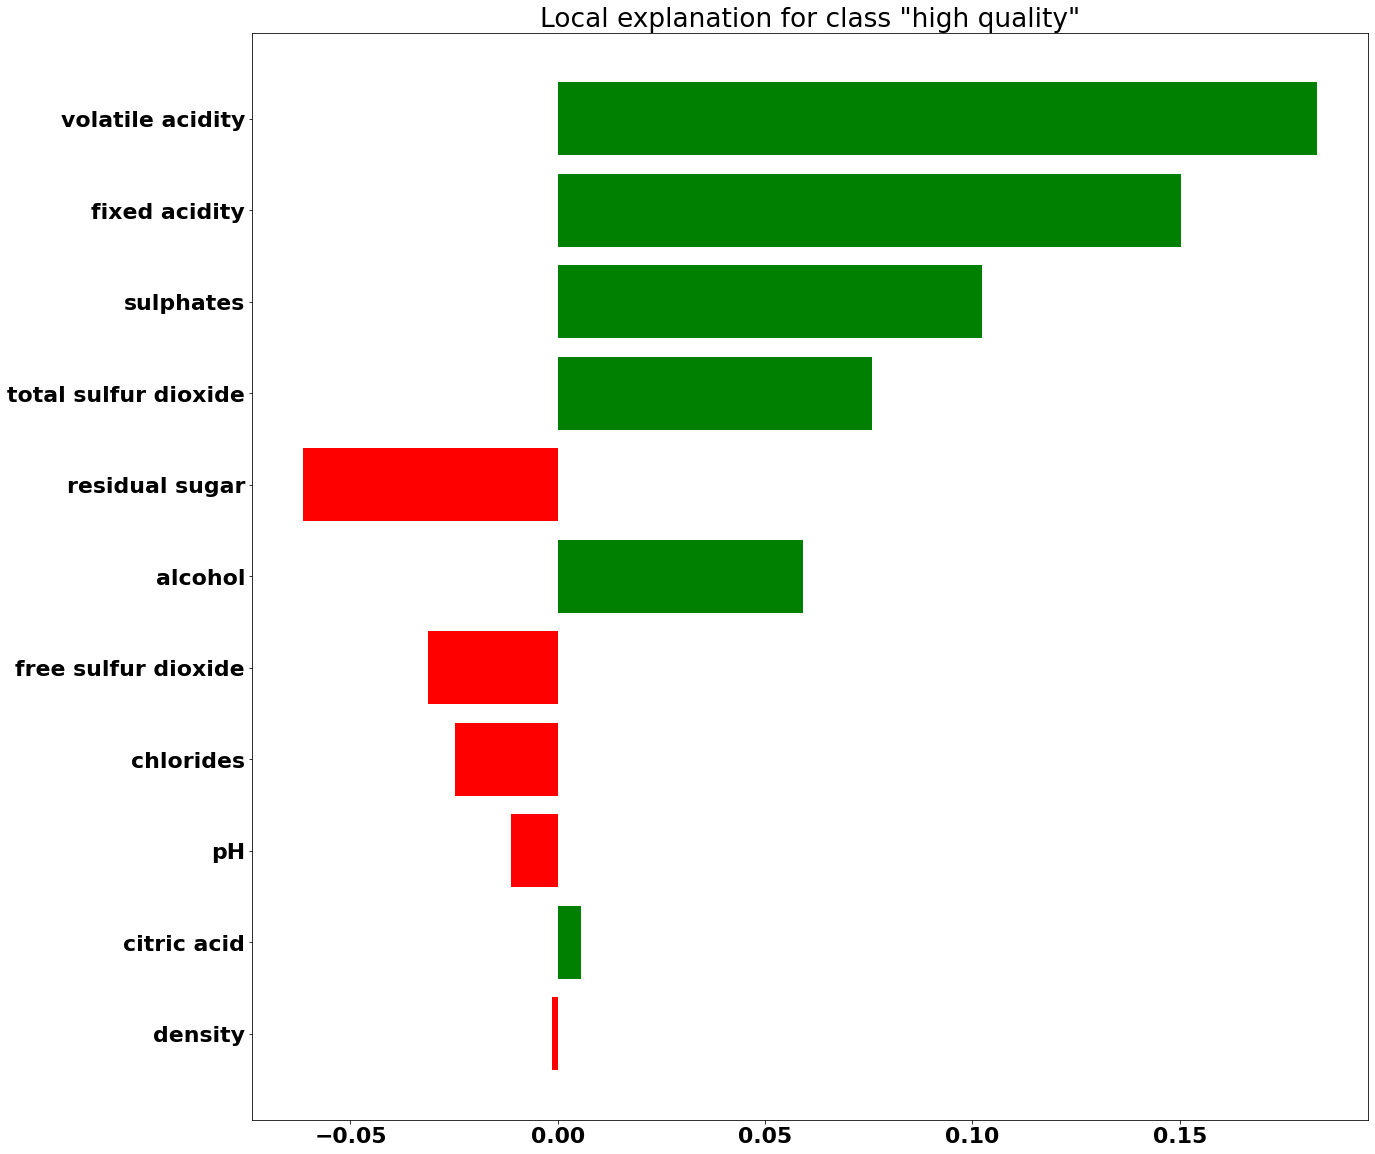 Local explanation for class "high quality"
volatile acidity
fixed acidity
sulphates
total sulfur dioxide
residual sugar
alcohol
free sulfur dioxide
chlorides
pH
citric acid
density
−0.05 0.00 0.05 0.10 0.15